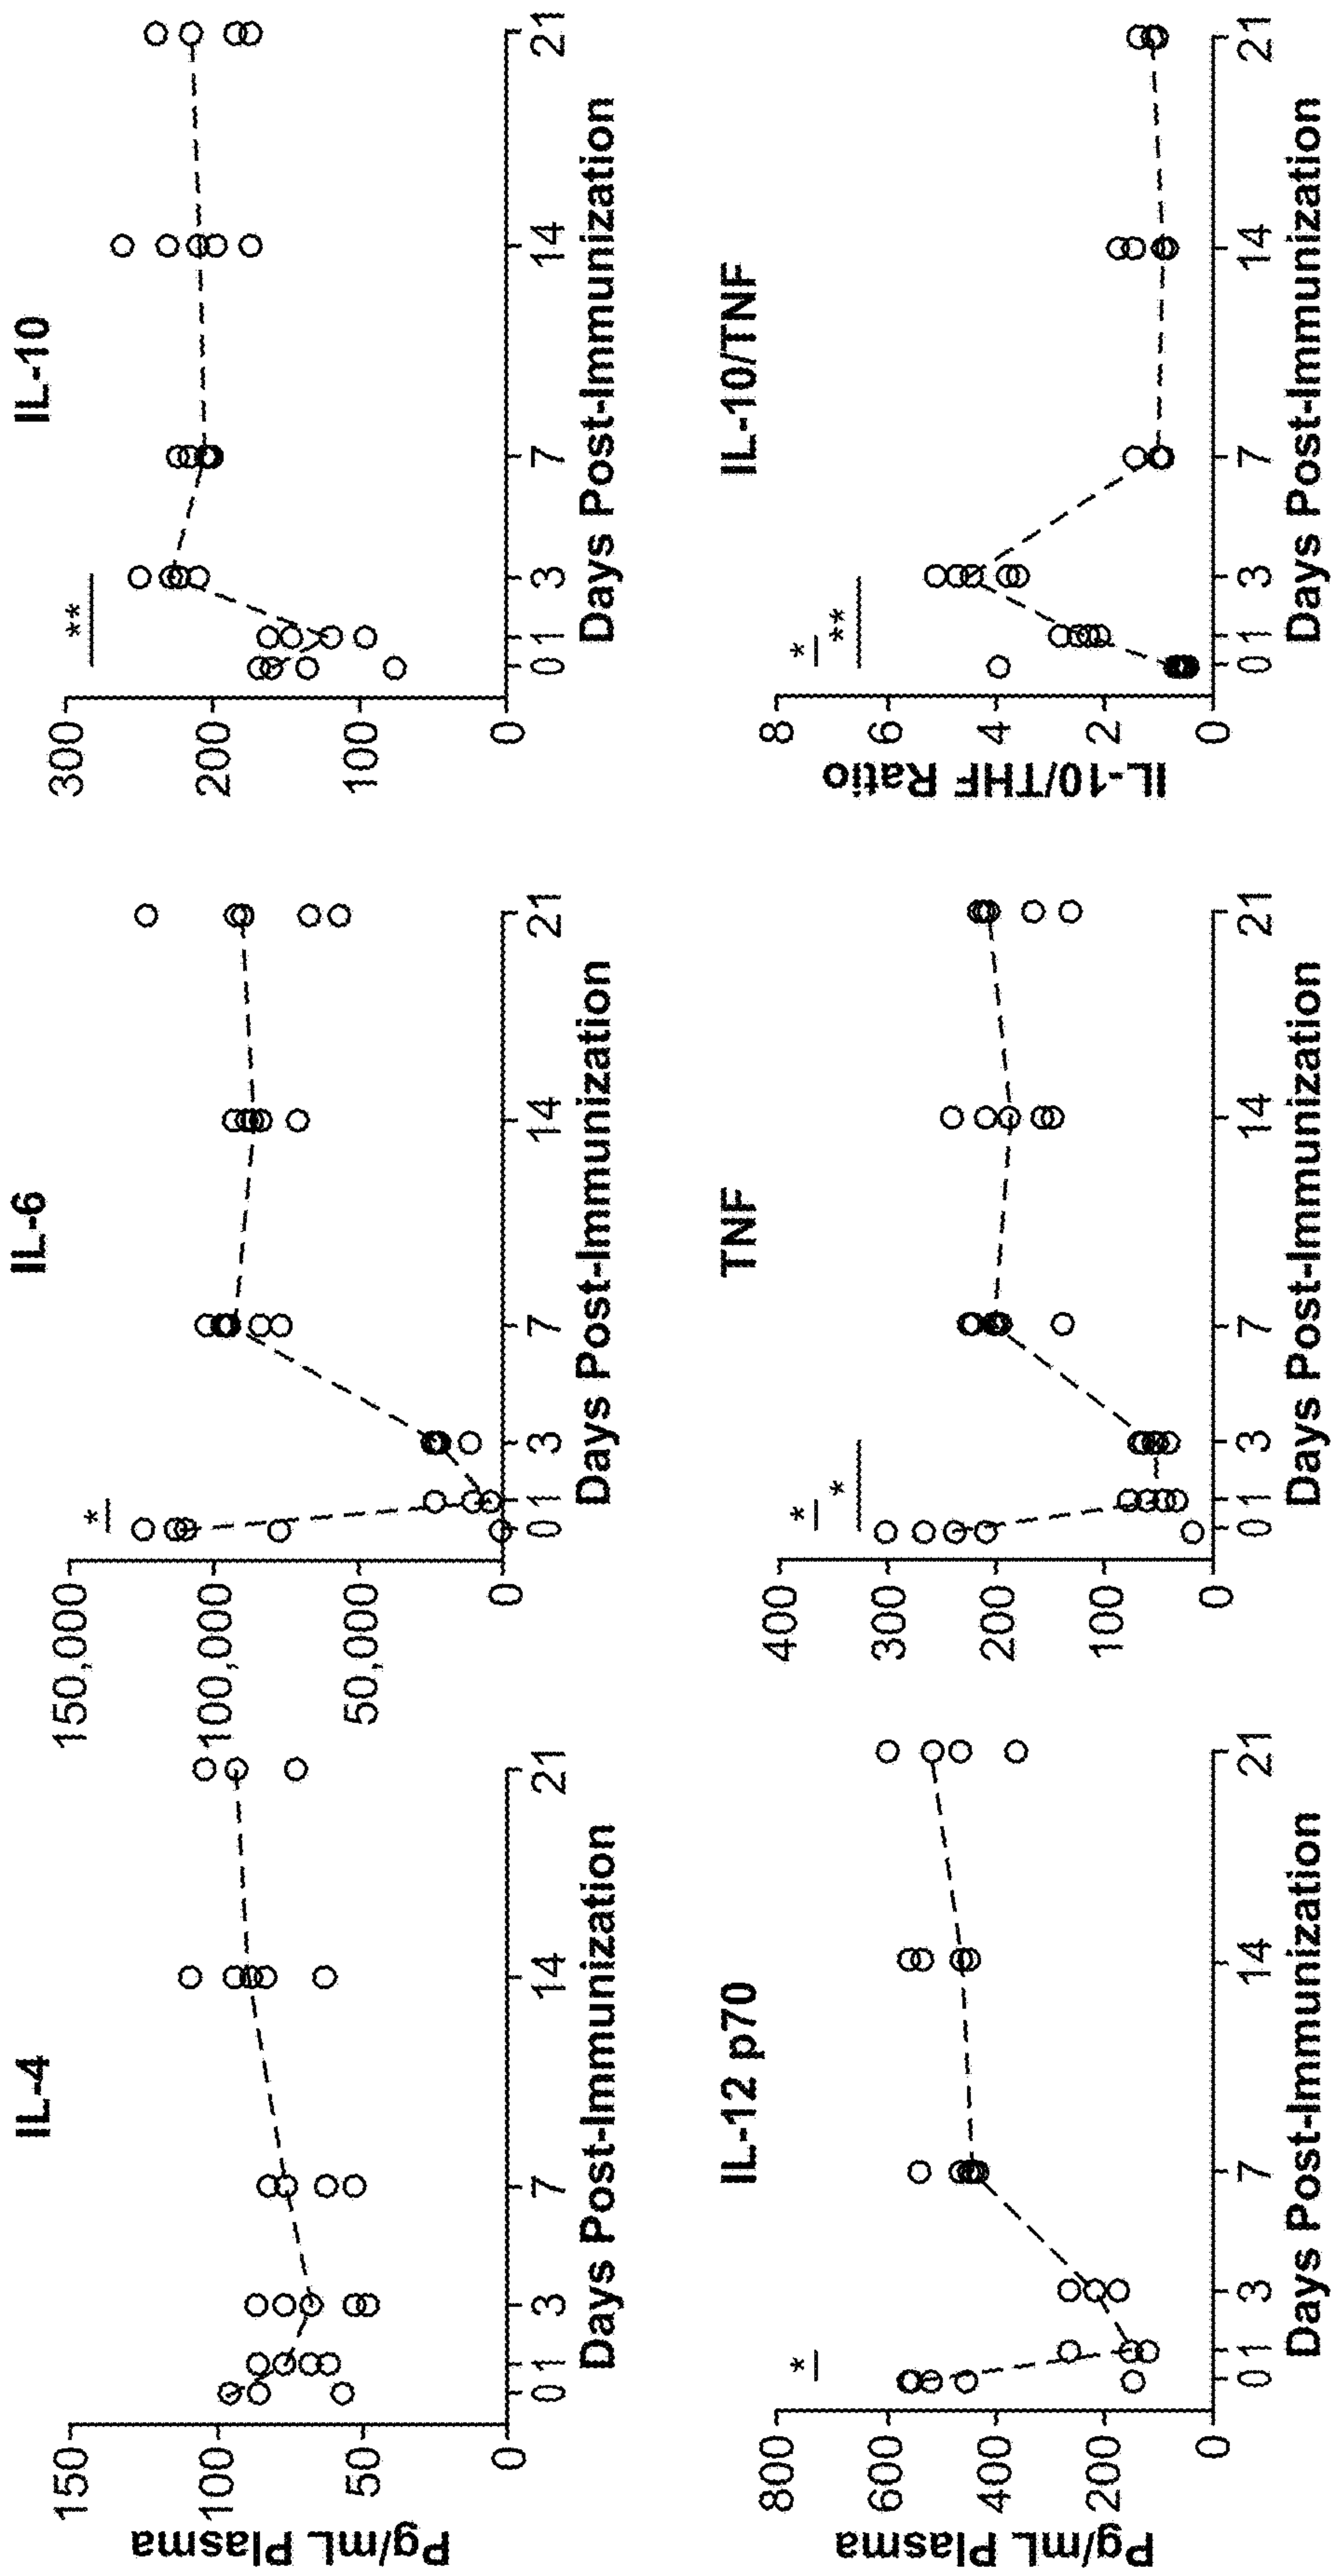 IL-4
Pg/mL Plasma
150
100
50
0
0 1 3 7 14 21
Days Post-Immunization
IL-6
150,000
100,000
50,000
0
*
0 1 3 7 14 21
Days Post-Immunization
IL-10
300
200
100
0
**
0 1 3 7 14 21
Days Post-Immunization
IL-12 p70
Pg/mL Plasma
800
600
400
200
0
*
0 1 3 7 14 21
Days Post-Immunization
TNF
400
300
200
100
0
*
*
0 1 3 7 14 21
Days Post-Immunization
IL-10/TNF
IL-10/THF Ratio
8
6
4
2
0
*
**
0 1 3 7 14 21
Days Post-Immunization